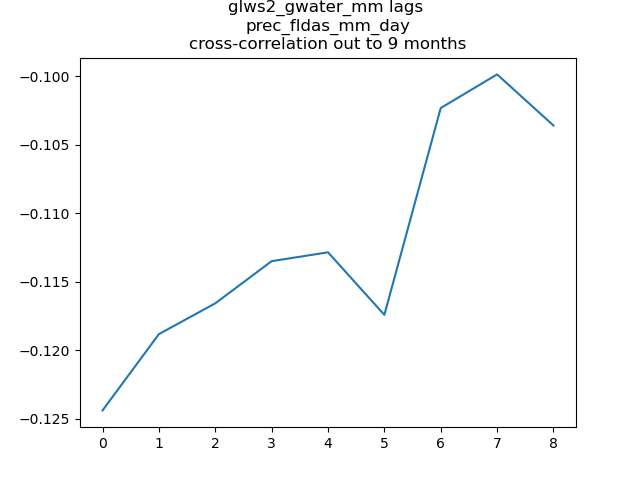 glws2_gwater_mm lags
prec_fldas_mm_day
cross-correlation out to 9 months
−0.100
−0.105
−0.110
−0.115
−0.120
−0.125
0 1 2 3 4 5 6 7 8